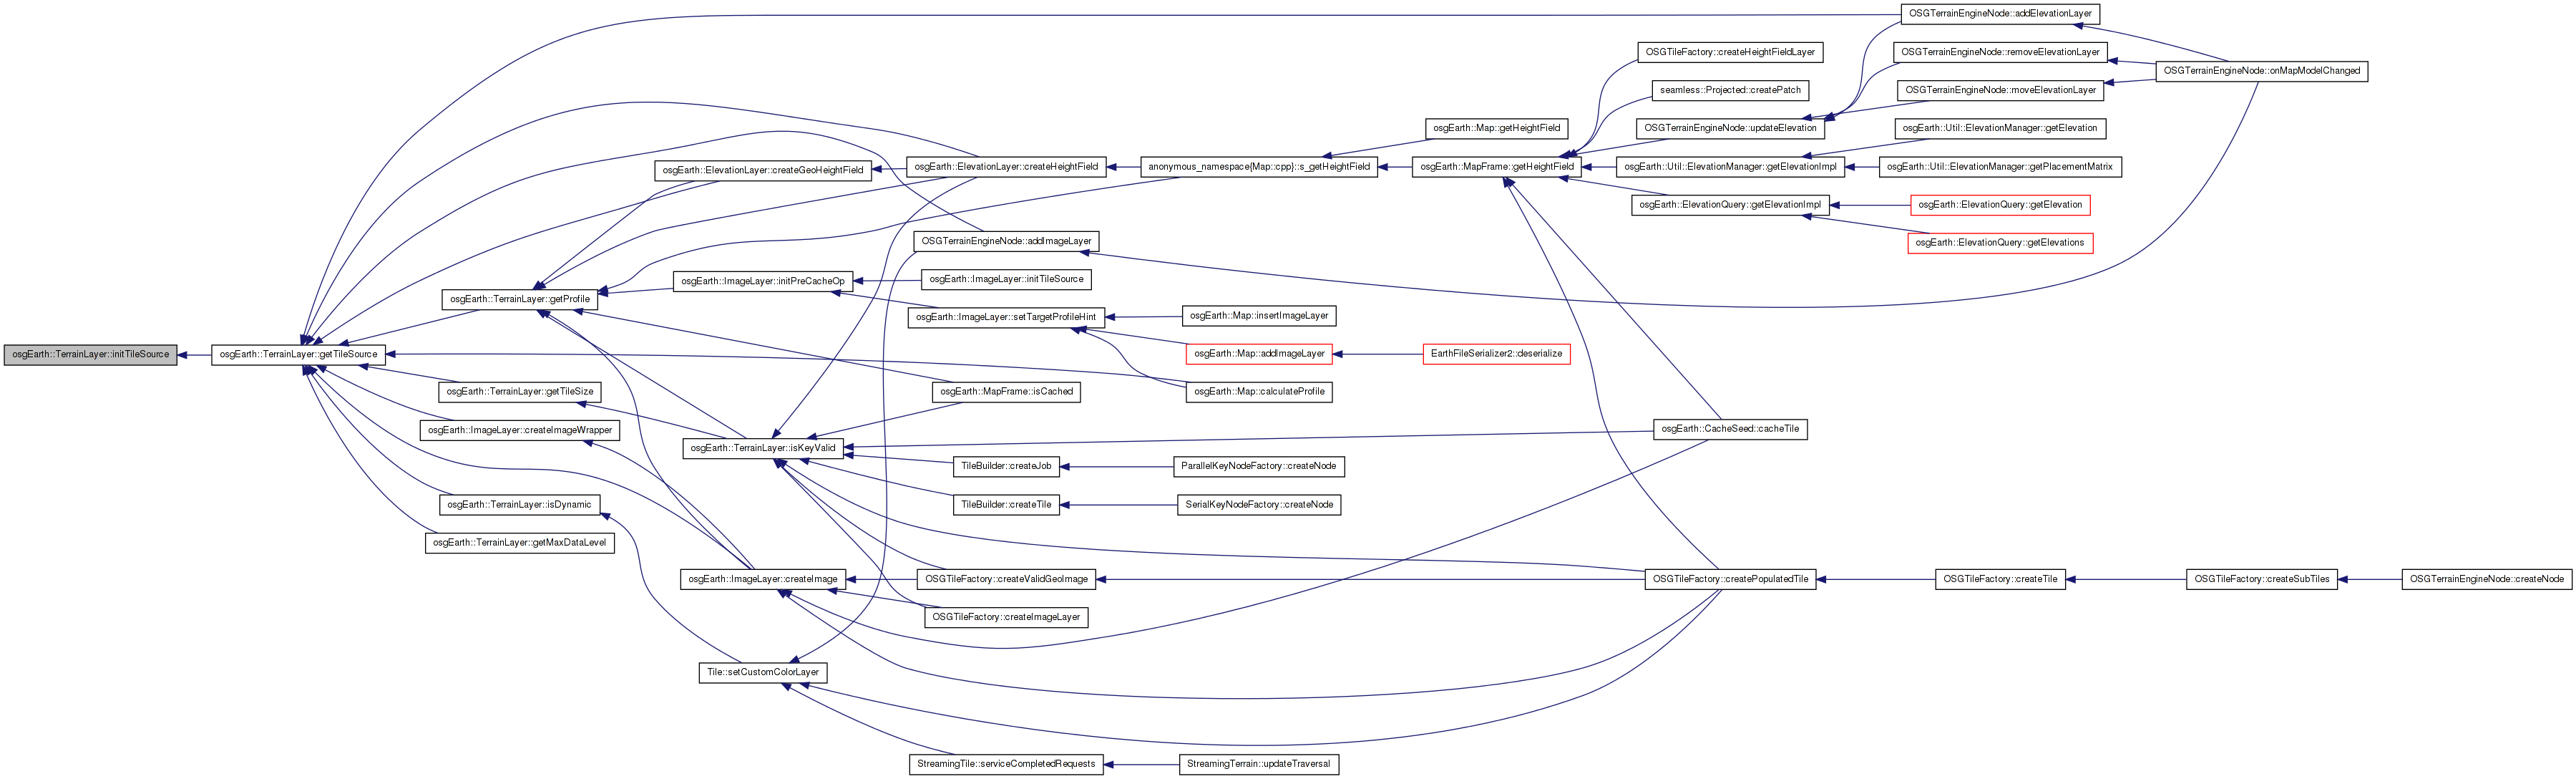 OSGTerrainEngineNode::addElevationLayer
OSGTileFactory::createHeightFieldLayer
OSGTerrainEngineNode::removeElevationLayer
OSGTerrainEngineNode::onMapModelChanged
seamless::Projected::createPatch
OSGTerrainEngineNode::moveElevationLayer
osgEarth::Map::getHeightField
OSGTerrainEngineNode::updateElevation
osgEarth::Util::ElevationManager::getElevation
osgEarth::ElevationLayer::createGeoHeightField
osgEarth::ElevationLayer::createHeightField
anonymous_namespace{Map::cpp}::s_getHeightField
osgEarth::MapFrame::getHeightField
osgEarth::Util::ElevationManager::getElevationImpl
osgEarth::Util::ElevationManager::getPlacementMatrix
osgEarth::ElevationQuery::getElevationImpl
osgEarth::ElevationQuery::getElevation
OSGTerrainEngineNode::addImageLayer
osgEarth::ElevationQuery::getElevations
osgEarth::ImageLayer::initPreCacheOp
osgEarth::ImageLayer::initTileSource
osgEarth::TerrainLayer::getProfile
osgEarth::ImageLayer::setTargetProfileHint
osgEarth::Map::insertImageLayer
osgEarth::TerrainLayer::initTileSource
osgEarth::TerrainLayer::getTileSource
osgEarth::Map::addImageLayer
EarthFileSerializer2::deserialize
osgEarth::TerrainLayer::getTileSize
osgEarth::MapFrame::isCached
osgEarth::Map::calculateProfile
osgEarth::ImageLayer::createImageWrapper
osgEarth::CacheSeed::cacheTile
osgEarth::TerrainLayer::isKeyValid
TileBuilder::createJob
ParallelKeyNodeFactory::createNode
osgEarth::TerrainLayer::isDynamic
TileBuilder::createTile
SerialKeyNodeFactory::createNode
osgEarth::TerrainLayer::getMaxDataLevel
osgEarth::ImageLayer::createImage
OSGTileFactory::createValidGeoImage
OSGTileFactory::createPopulatedTile
OSGTileFactory::createTile
OSGTileFactory::createSubTiles
OSGTerrainEngineNode::createNode
OSGTileFactory::createImageLayer
Tile::setCustomColorLayer
StreamingTile::serviceCompletedRequests
StreamingTerrain::updateTraversal